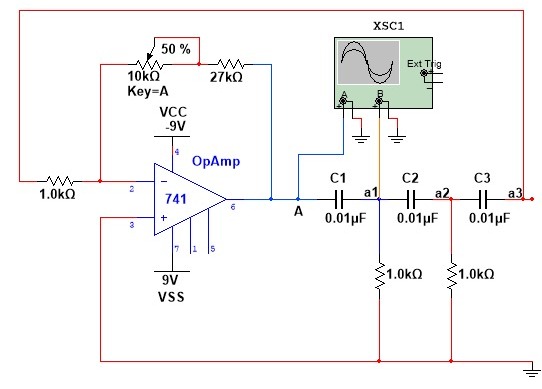 XSC1
Ext Trig
+
–
A
B
+
–
+
–
50 %
10kΩ
Key=A
27kΩ
VCC
-9V
4
OpAmp
1.0kΩ
2
–
741
6
3
+
7
1
5
9V
VSS
A
C1
0.01µF
a1
C2
0.01µF
a2
C3
0.01µF
a3
1.0kΩ
1.0kΩ